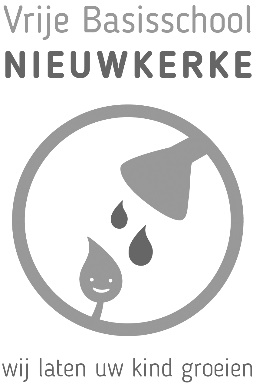 Vrije Basisschool
NIEUWKERKE
wij laten uw kind groeien